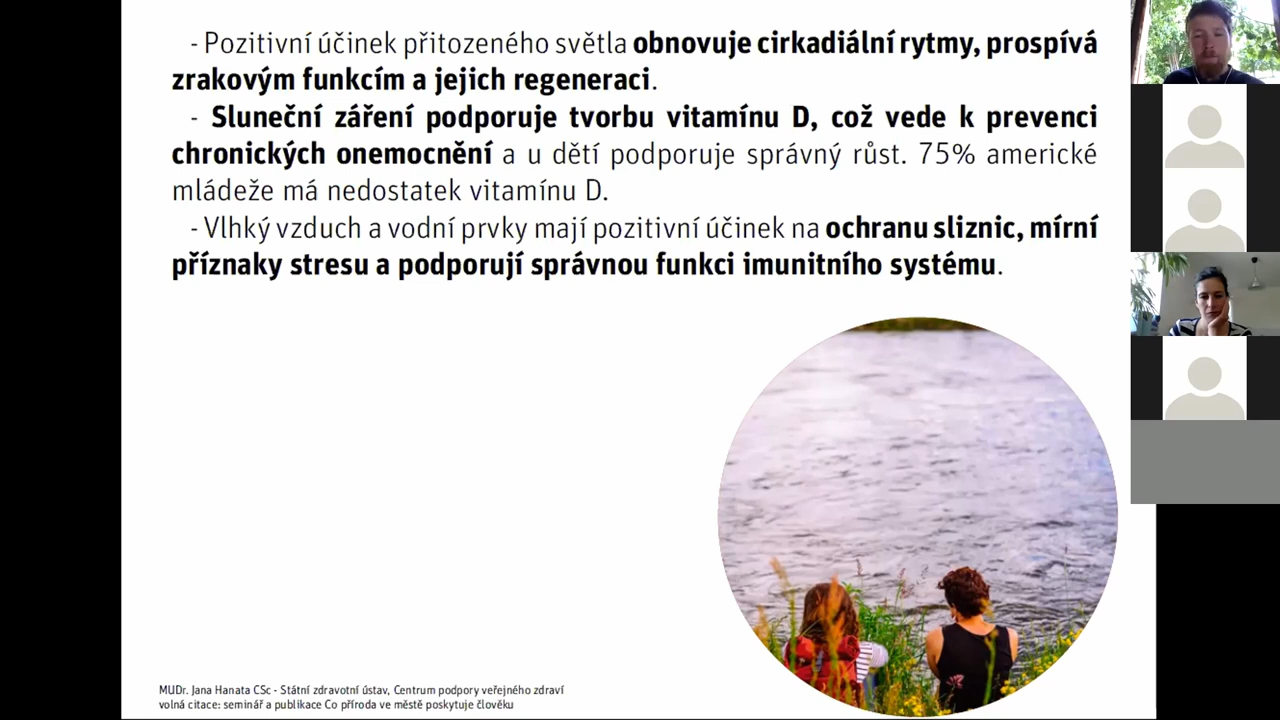 - Pozitivní účinek přitozeného světla obnovuje cirkadiální rytmy, prospívá
zrakovým funkcím a jejich regeneraci.
- Sluneční záření podporuje tvorbu vitamínu D, což vede k prevenci
chronických onemocnění a u dětí podporuje správný růst. 75% americké
mládeže má nedostatek vitamínu D.
- Vlhký vzduch a vodní prvky mají pozitivní účinek na ochranu sliznic, mírní
příznaky stresu a podporují správnou funkci imunitního systému.
MUDr. Jana Hanata CSc - Státní zdravotní ústav, Centrum podpory veřejného zdraví
volná citace: seminář a publikace Co příroda ve městě poskytuje člověku